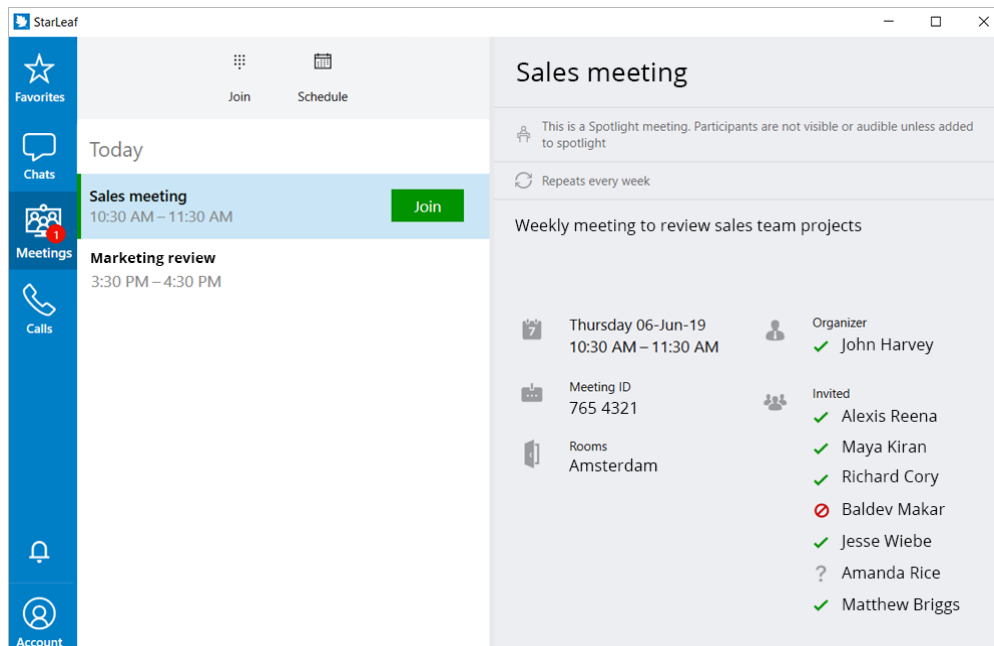 StarLeaf
Favorites
Chats
1
Meetings
Calls
Account
Join
Schedule
Today
Sales meeting
10:30 AM – 11:30 AM
Join
Marketing review
3:30 PM – 4:30 PM
Sales meeting
This is a Spotlight meeting. Participants are not visible or audible unless added
to spotlight
Repeats every week
Weekly meeting to review sales team projects
7
Thursday 06-Jun-19
10:30 AM – 11:30 AM
Meeting ID
765 4321
Rooms
Amsterdam
Organizer
John Harvey
Invited
Alexis Reena
Maya Kiran
Richard Cory
Baldev Makar
Jesse Wiebe
? Amanda Rice
Matthew Briggs